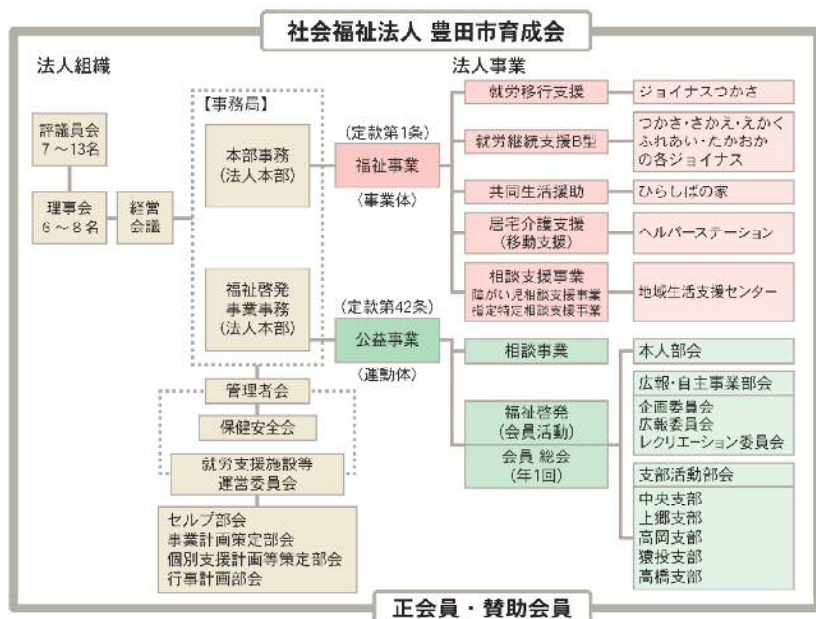 社会福祉法人 豊田市育成会
法人組織
評議員会
7～13名
理事会
6～8名
経営
会議
【事務局】
本部事務
(法人本部)
福祉啓発
事業事務
(法人本部)
管理者会
保健安全会
就労支援施設等
運営委員会
セルプ部会
事業計画策定部会
個別支援計画等策定部会
行事計画部会
法人事業
(定款第1条)
福祉事業
(事業体)
就労移行支援
ジョイナスつかさ
就労継続支援B型
つかさ・さかえ・えかく
ふれあい・たかおか
の各ジョイナス
共同生活援助
ひらしばの家
居宅介護支援
(移動支援)
ヘルパーステーション
相談支援事業
障がい児相談支援事業
指定特定相談支援事業
地域生活支援センター
(定款第42条)
公益事業
(運動体)
相談事業
福祉啓発
(会員活動)
会員 総会
(年1回)
本人部会
広報・自主事業部会
企画委員会
広報委員会
レクリエーション委員会
支部活動部会
中央支部
上郷支部
高岡支部
猿投支部
高橋支部
正会員・賛助会員